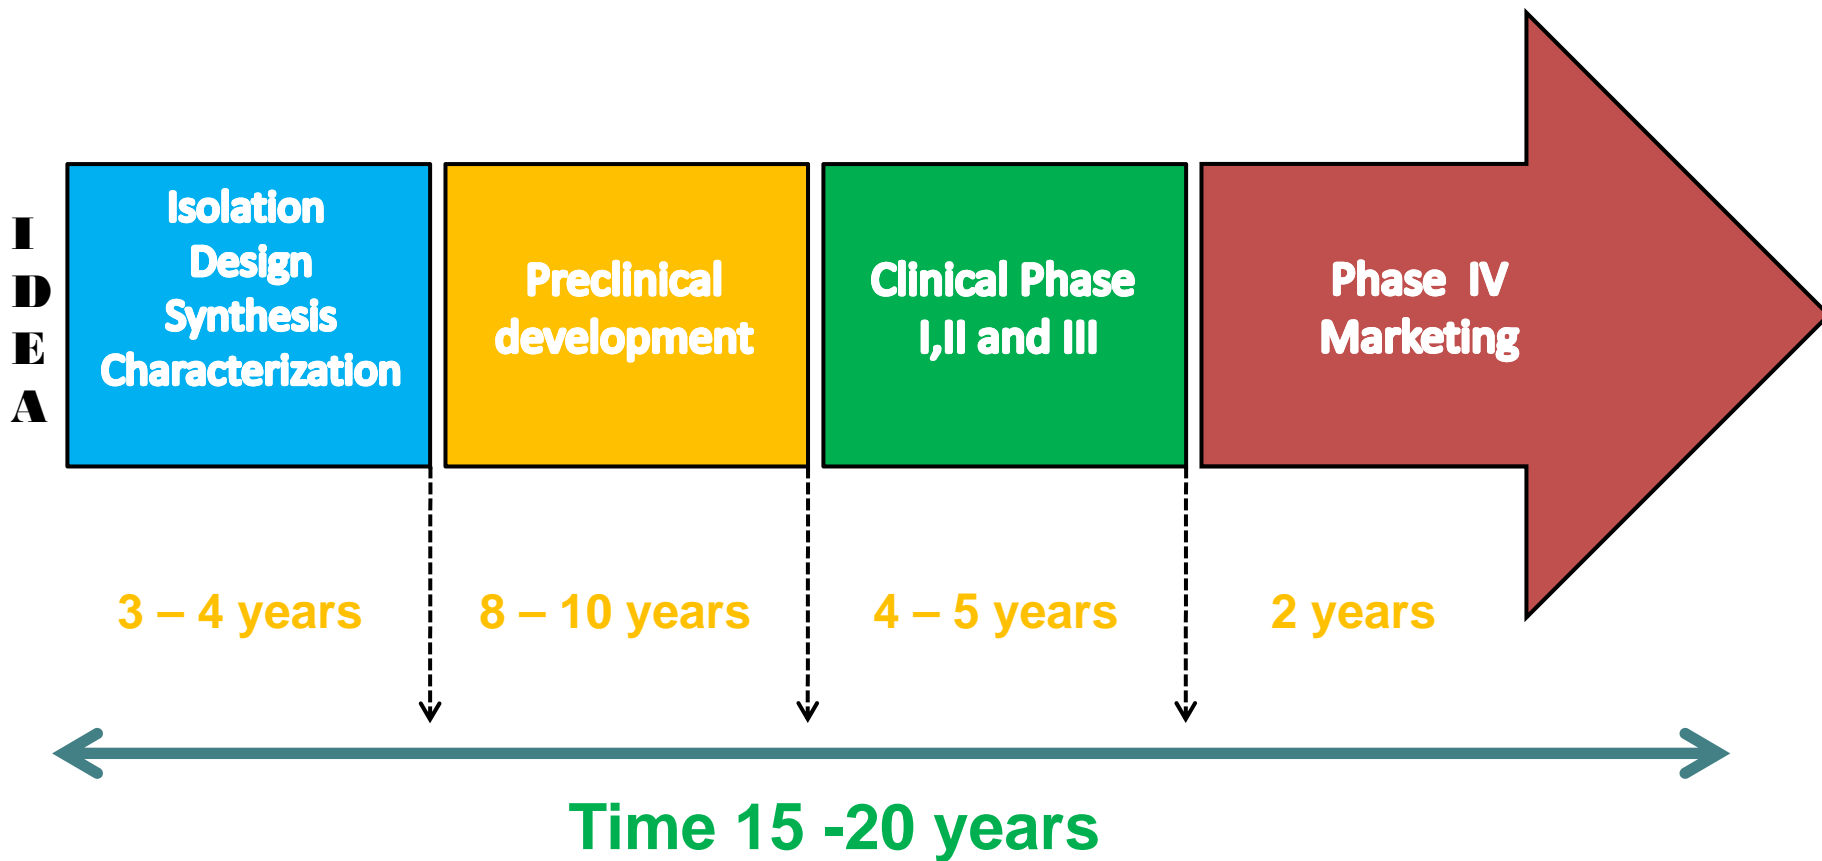 I
D
E
A
Isolation
Design
Synthesis
Characterization
Preclinical
development
Clinical Phase
I,II and III
Phase  IV
Marketing
3 – 4 years
8 – 10 years
4 – 5 years
2 years
Time 15 -20 years